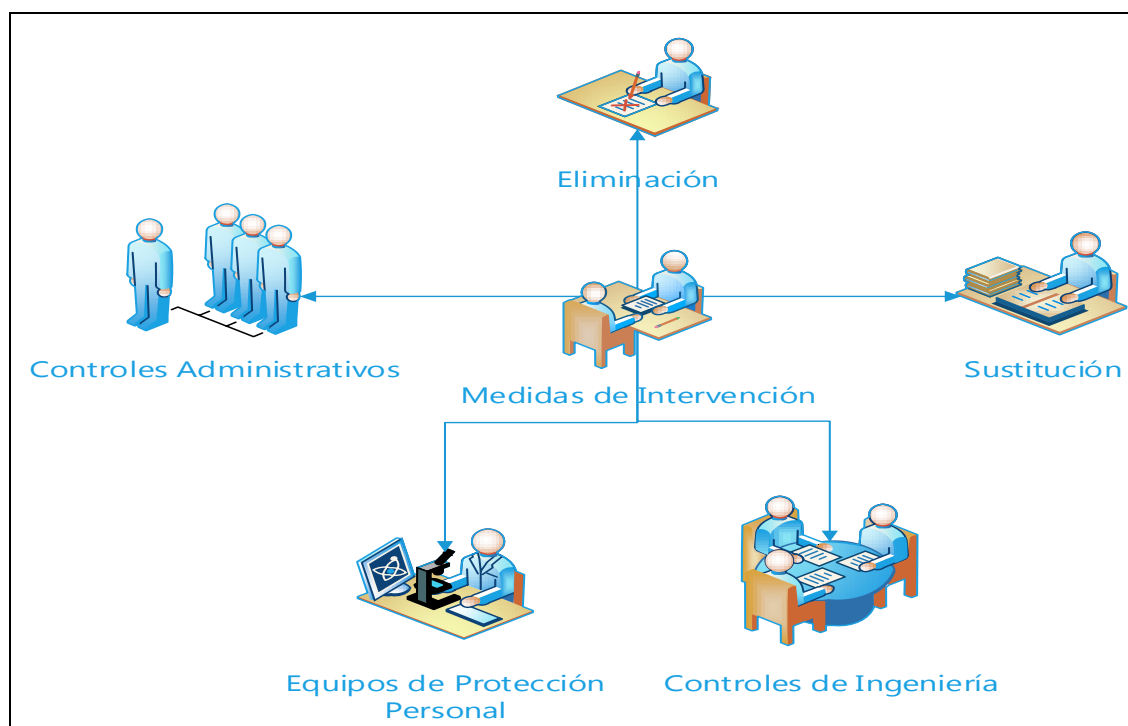 Eliminación
Controles Administrativos
Medidas de Intervención
Sustitución
Equipos de Protección
Personal
Controles de Ingeniería